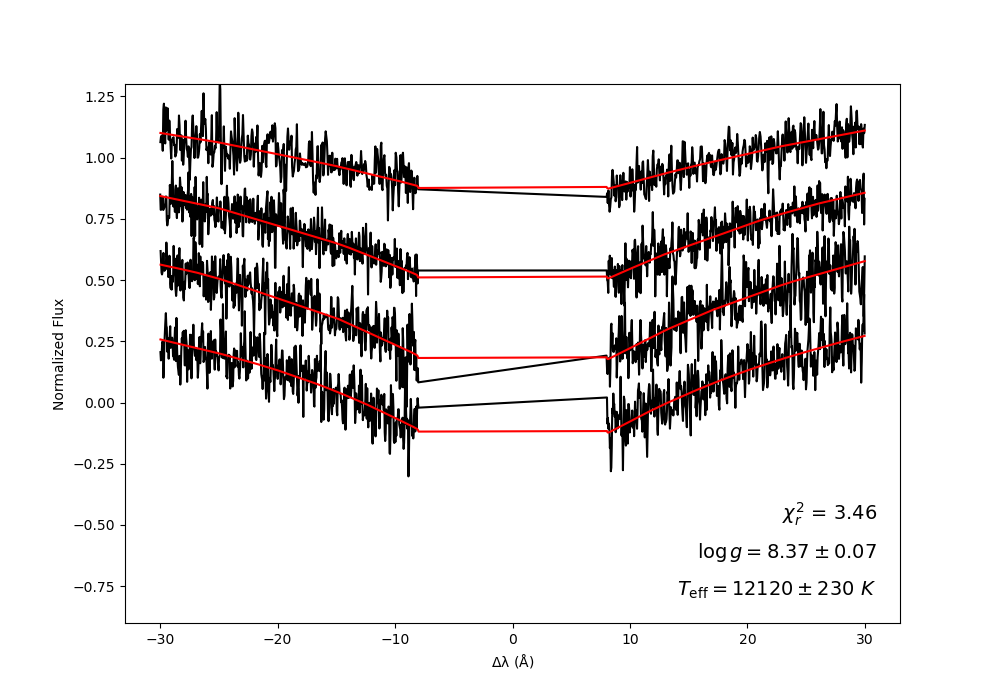 1.25
1.00
0.75
0.50
0.25
0.00
−0.25
−0.50
−0.75
Normalized Flux
χ²ᵣ = 3.46
log g = 8.37 ± 0.07
T_eff = 12120 ± 230 K
−30 −20 −10 0 10 20 30
Δλ (Å)